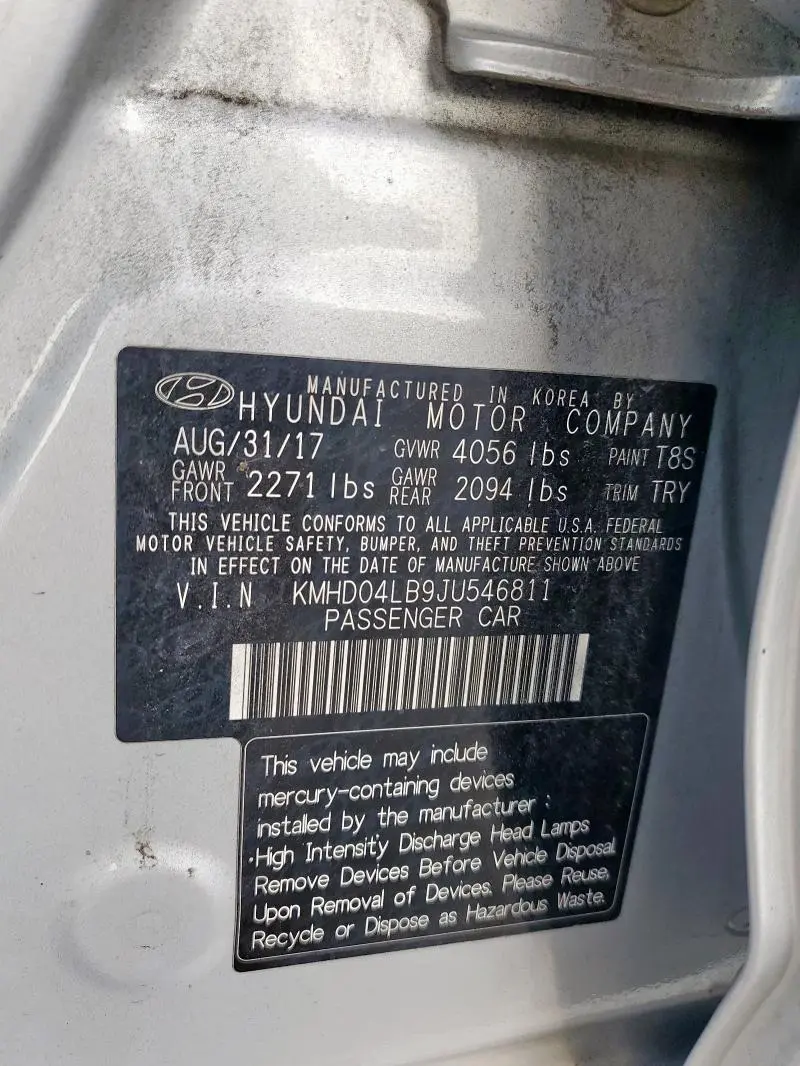 MANUFACTURED IN KOREA BY
HYUNDAI MOTOR COMPANY
AUG/31/17 GVWR 4056 lbs PAINT T8S
GAWR FRONT 2271 lbs GAWR REAR 2094 lbs TRIM TRY
THIS VEHICLE CONFORMS TO ALL APPLICABLE U.S.A. FEDERAL
MOTOR VEHICLE SAFETY, BUMPER, AND THEFT PREVENTION STANDARDS
IN EFFECT ON THE DATE OF MANUFACTURE SHOWN ABOVE
V.I.N KMHD04LB9JU546811
PASSENGER CAR
This vehicle may include
mercury-containing devices
installed by the manufacturer :
•High Intensity Discharge Head Lamps
Remove Devices Before Vehicle Disposal.
Upon Removal of Devices. Please Reuse,
Recycle or Dispose as Hazardous Waste.